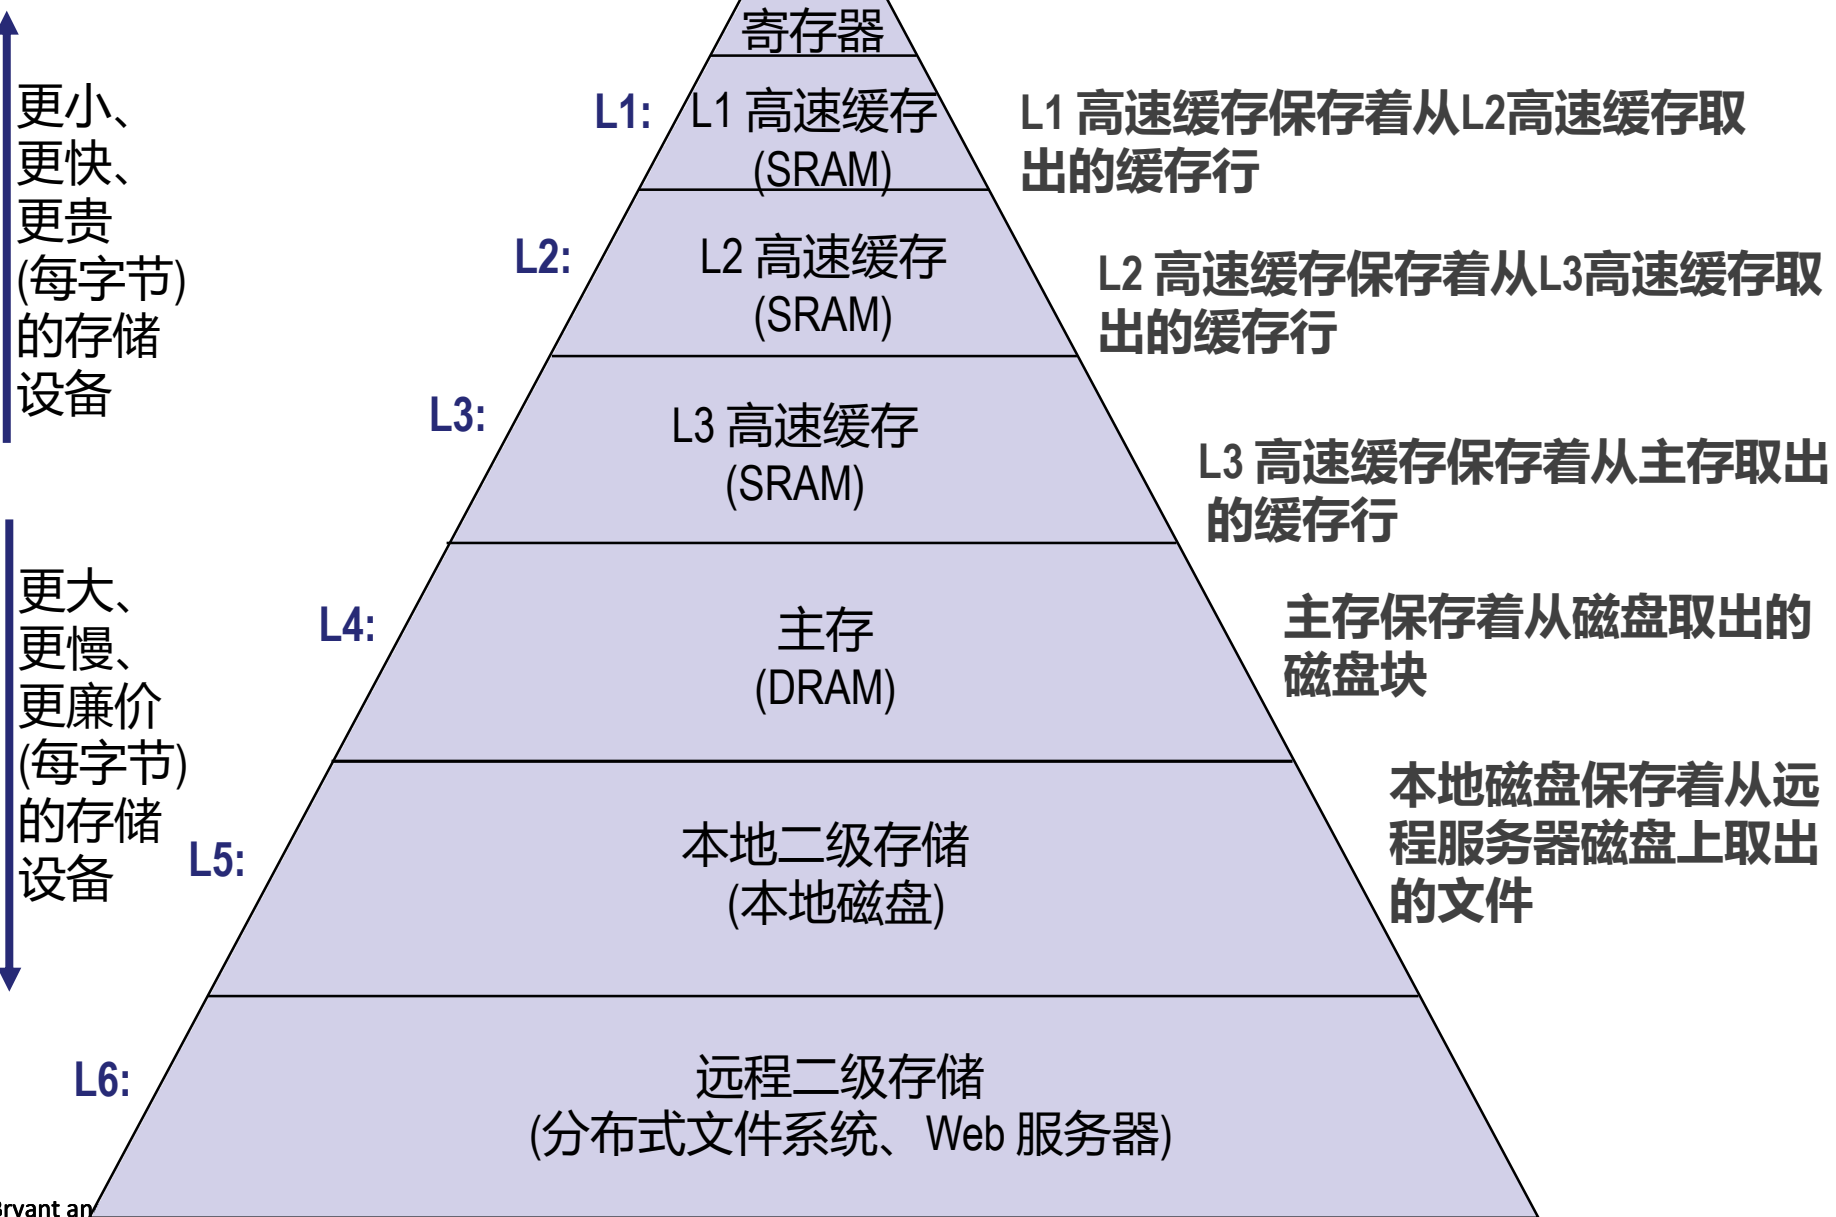 寄存器
更小、
更快、
更贵
(每字节)
的存储
设备
L1:
L1 高速缓存
(SRAM)
L1 高速缓存保存着从L2高速缓存取
出的缓存行
L2:
L2 高速缓存
(SRAM)
L2 高速缓存保存着从L3高速缓存取
出的缓存行
L3:
L3 高速缓存
(SRAM)
L3 高速缓存保存着从主存取出
的缓存行
更大、
更慢、
更廉价
(每字节)
的存储
设备
L4:
主存
(DRAM)
主存保存着从磁盘取出的
磁盘块
L5:
本地二级存储
(本地磁盘)
本地磁盘保存着从远
程服务器磁盘上取出
的文件
L6:
远程二级存储
(分布式文件系统、Web 服务器)
Bryant an